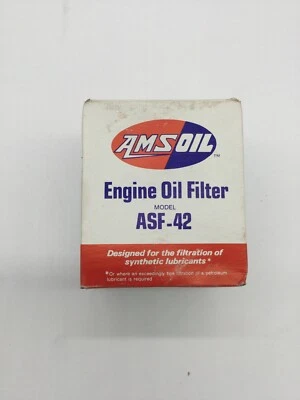 AMSOIL
TM
Engine Oil Filter
MODEL
ASF-42
Designed for the filtration of
synthetic lubricants*
*Or where an exceedingly fine filtration of a petroleum
lubricant is required